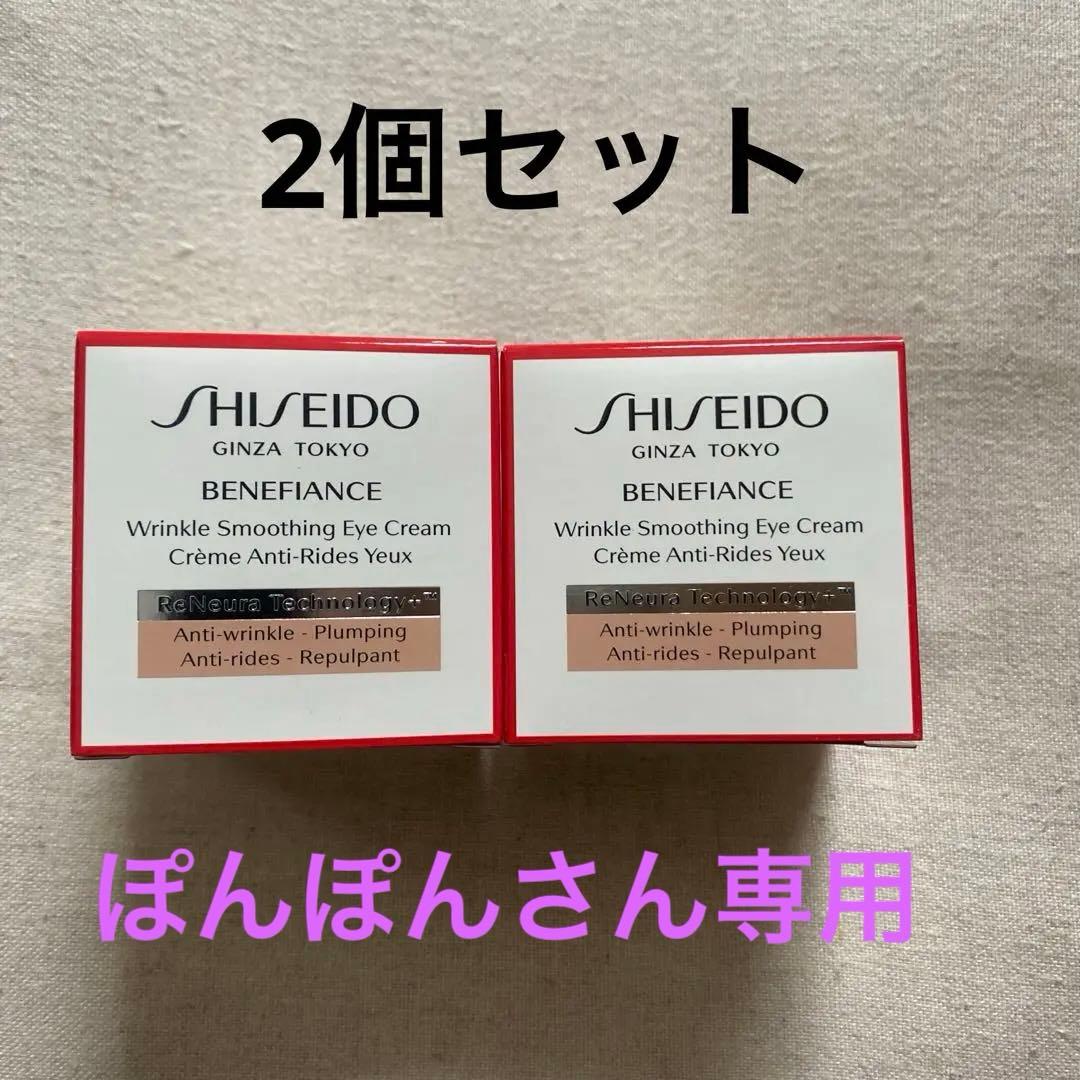 2個セット
SHISEIDO
GINZA TOKYO
BENEFIANCE
Wrinkle Smoothing Eye Cream
Crème Anti-Rides Yeux
ReNeura Technology+™
Anti-wrinkle - Plumping
Anti-rides - Repulpant
SHISEIDO
GINZA TOKYO
BENEFIANCE
Wrinkle Smoothing Eye Cream
Crème Anti-Rides Yeux
ReNeura Technology+™
Anti-wrinkle - Plumping
Anti-rides - Repulpant
ぽんぽんさん専用